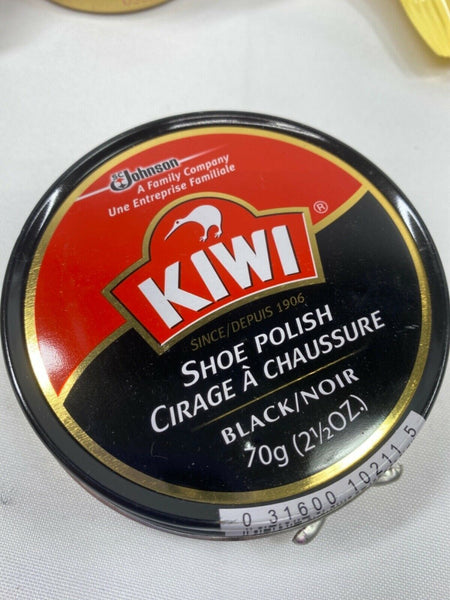 SC Johnson
A Family Company
Une Entreprise Familiale
KIWI®
SINCE/DEPUIS 1906
SHOE POLISH
CIRAGE À CHAUSSURE
BLACK/NOIR
70g (2½OZ.)
0 31600 10211 5